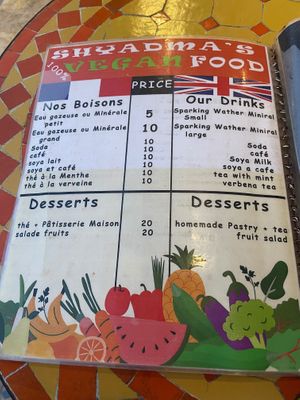 SHYADMA'S
100% VEGAN FOOD
PRICE
Nos Boisons
Eau gazeuse ou Minérale petit
Eau gazeuse ou Minérale grand
Soda
café
soya lait
soya et café
thé à la Menthe
thé à la verveine
5
10
10
10
10
10
10
10
Our Drinks
Sparking Wather Miniral Small
Sparking Wather Miniral large
Soda
café
Soya Milk
soya a cafe
tea with mint
verbena tea
Desserts
thé + Pâtisserie Maison
salade fruits
20
20
Desserts
homemade Pastry + tea
fruit salad